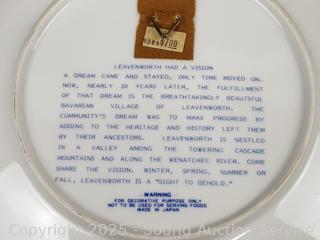 LEAVENWORTH HAD A VISION
A DREAM CAME AND STAYED, ONLY TIME MOVED ON.
NOW, NEARLY 20 YEARS LATER, THE FULFILLMENT
OF THAT DREAM IS THE BREATHTAKINGLY BEAUTIFUL
BAVARIAN VILLAGE OF LEAVENWORTH. THE
COMMUNITY'S DREAM WAS TO MAKE PROGRESS BY
ADDING TO THE HERITAGE AND HISTORY LEFT THEM
BY THEIR ANCESTORS. LEAVENWORTH IS NESTLED
IN A VALLEY AMONG THE TOWERING CASCADE
MOUNTAINS AND ALONG THE WENATCHEE RIVER. COME
SHARE THE VISION. WINTER, SPRING, SUMMER OR
FALL, LEAVENWORTH IS A "SIGHT TO BEHOLD."
WARNING
FOR DECORATIVE PURPOSE ONLY
NOT TO BE USED FOR SERVING FOODS.
MADE IN JAPAN
Copyright © 2025 - Sound Auction Service